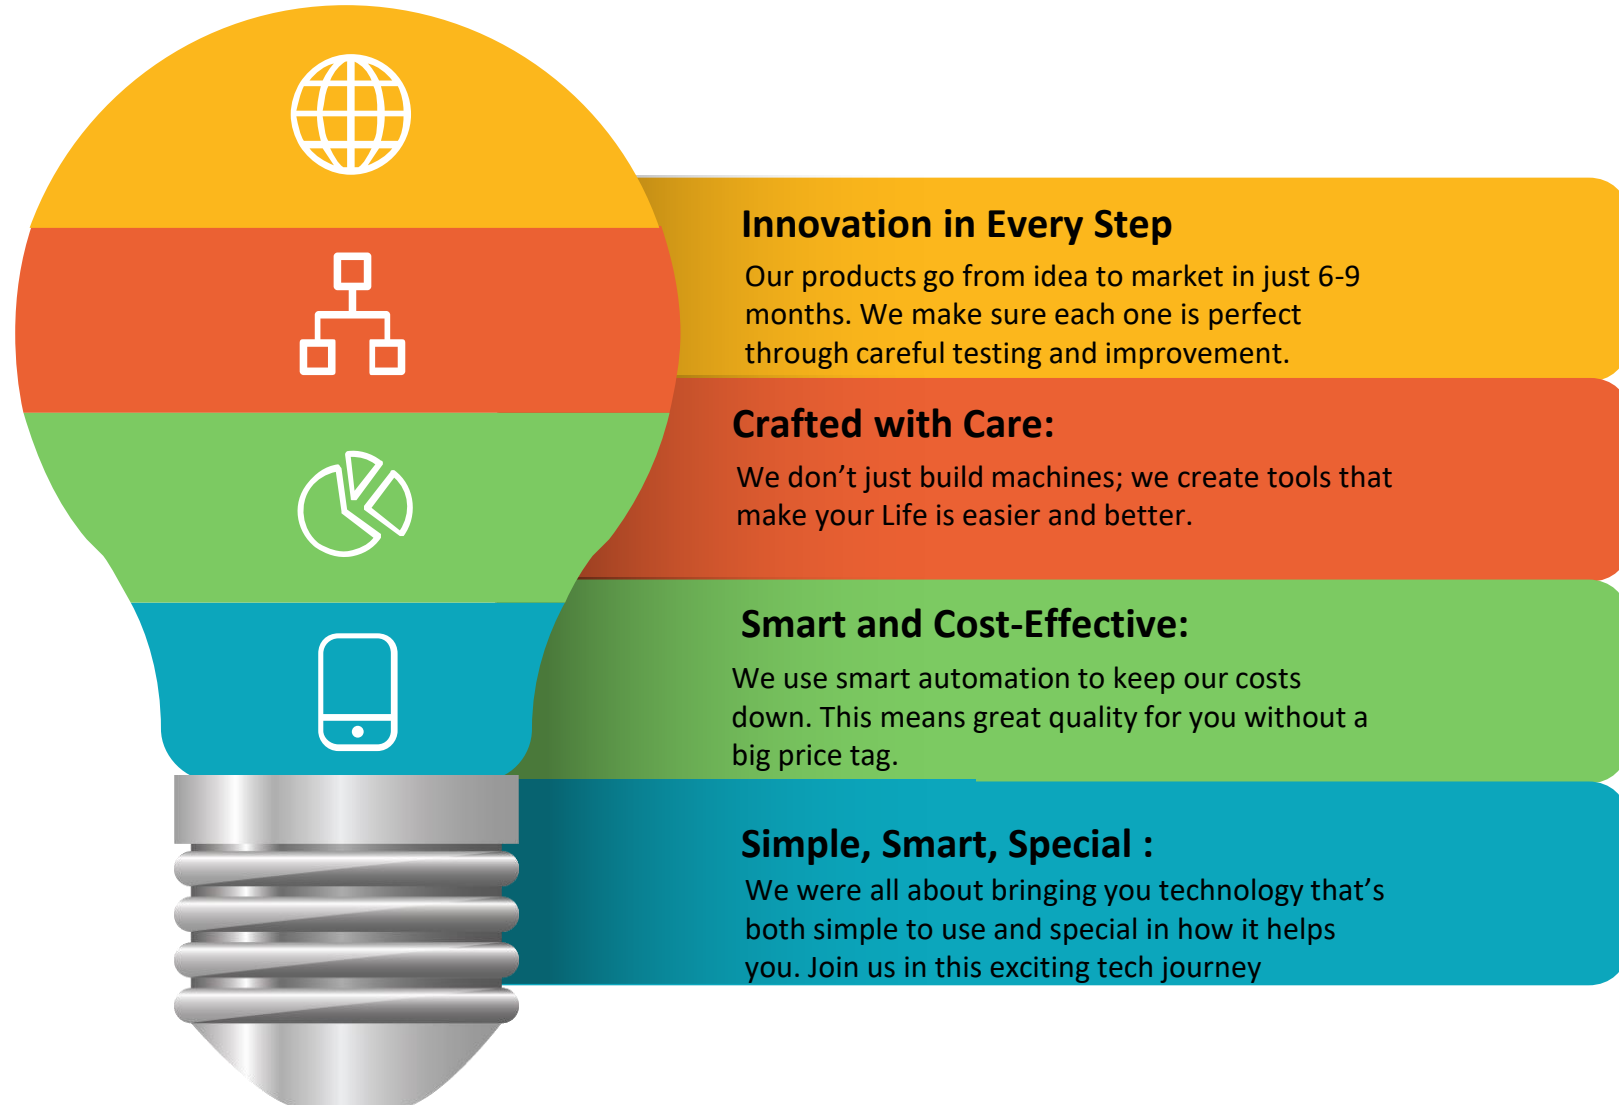 Innovation in Every Step
Our products go from idea to market in just 6-9
months. We make sure each one is perfect
through careful testing and improvement.
Crafted with Care:
We don’t just build machines; we create tools that
make your Life is easier and better.
Smart and Cost-Effective:
We use smart automation to keep our costs
down. This means great quality for you without a
big price tag.
Simple, Smart, Special :
We were all about bringing you technology that’s
both simple to use and special in how it helps
you. Join us in this exciting tech journey